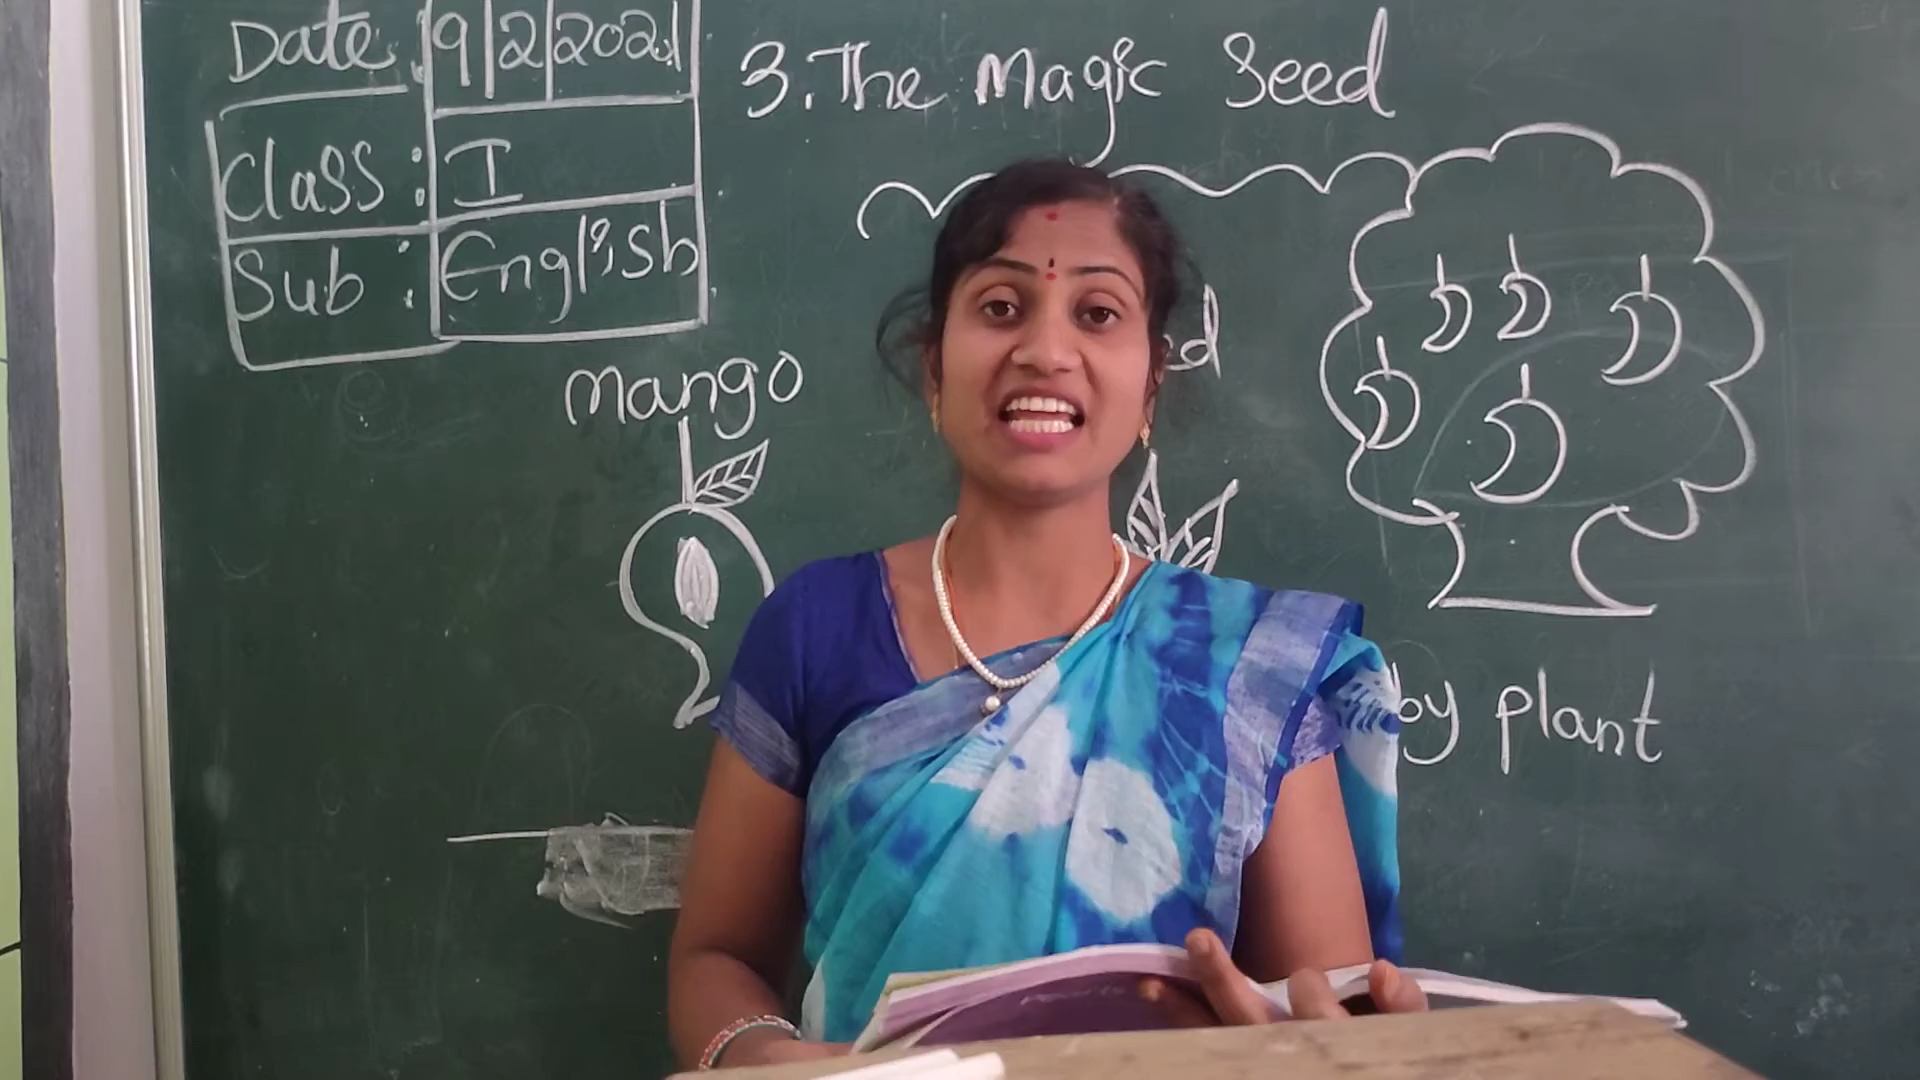 Date : 9|2|2021
Class : I
Sub : English
3. The Magic Seed
mango
plant